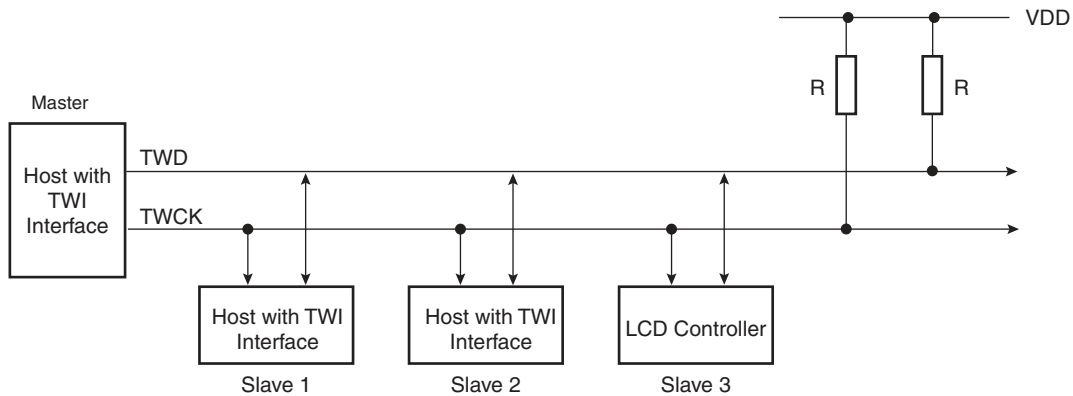 VDD
R
R
Master
Host with
TWI
Interface
TWD
TWCK
Host with TWI
Interface
Host with TWI
Interface
LCD Controller
Slave 1
Slave 2
Slave 3